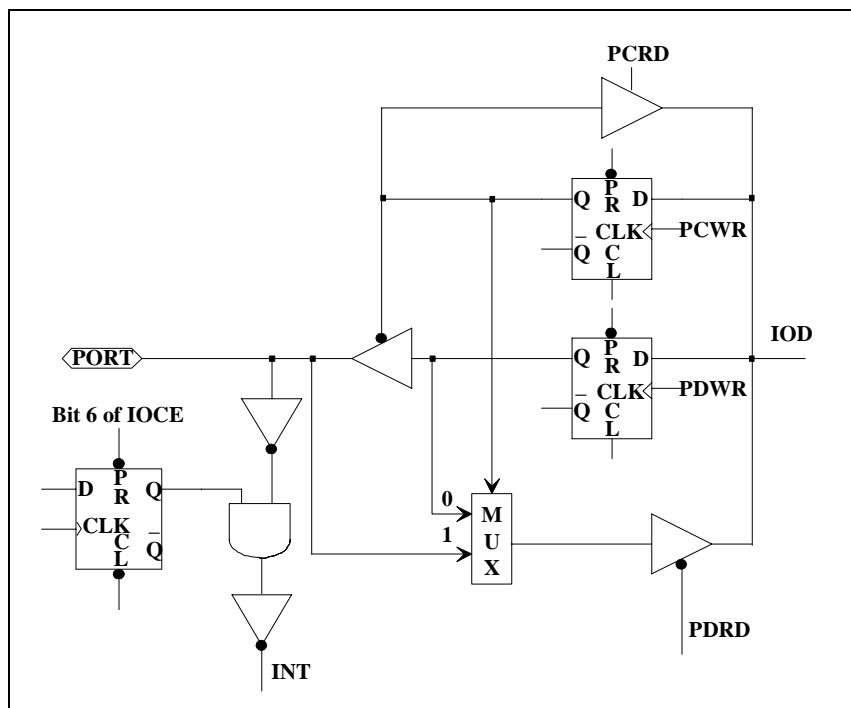 PCRD
Q
P
R
D
CLK
PCWR
Q̅
C
L
IOD
PORT
Q
P
R
D
CLK
PDWR
Q̅
C
L
Bit 6 of IOCE
D
P
R
Q
CLK
C
L
Q̅
0
1
M
U
X
PDRD
INT